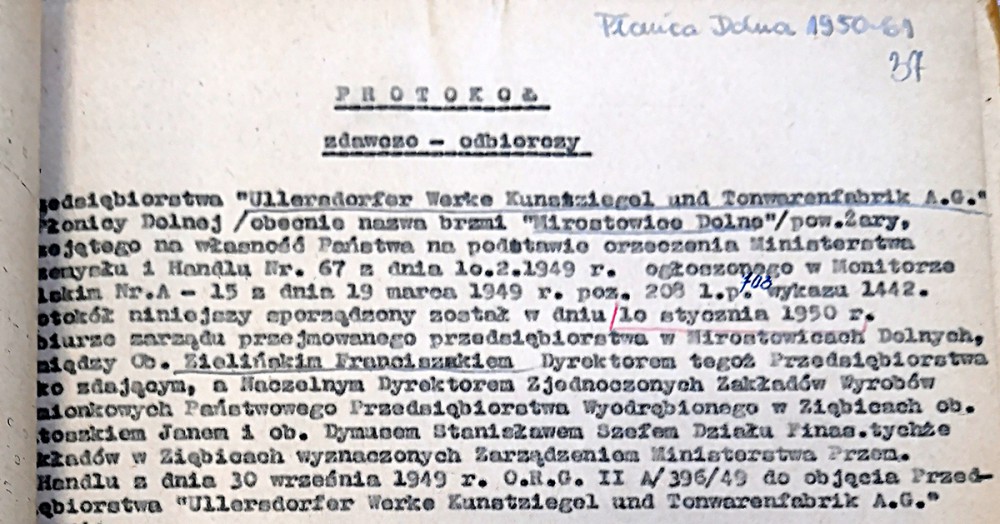 Płonica Dolna 1950-61
37
PROTOKOŁ
zdawczo - odbiorczy
edsiębiorstwa "Ullersdorfer Werke Kunstziegel und Tonwarenfabrik A.G."
Płonicy Dolnej /obecnie nazwa brzmi "Mirostowice Dolne"/pow.Żary,
zejętego na własność Państwa na podstawie orzeczenia Ministerstwa
zemysłu i Handlu Nr. 67 z dnia 10.2.1949 r. ogłoszonego w Monitorze
lskim Nr.A - 15 z dnia 19 marca 1949 r. poz. 208 l.p. 708 wykazu 1442.
otokół niniejszy sporządzony został w dniu 10 stycznia 1950 r.
biurze zarządu przejmowanego przedsiębiorstwa w Mirostowicach Dolnych,
między Ob. Zielińskim Franciszkiem Dyrektorem tegoż Przedsiębiorstwa
ko zdającym, a Naczelnym Dyrektorem Zjednoczonych Zakładów Wyrobów
mionkowych Państwowego Przedsiębiorstwa Wyodrębionego w Ziębicach ob.
toszkiem Janem i ob. Dymusem Stanisławem Szefem Działu Finas.tychże
kładów w Ziębicach wyznaczonych Zarządzeniem Ministerstwa Przem.
Handlu z dnia 30 września 1949 r. O.R.G. II A/396/49 do objęcia Przed-
ębiorstwa "Ullersdorfer Werke Kunstziegel und Tonwarenfabrik A.G."